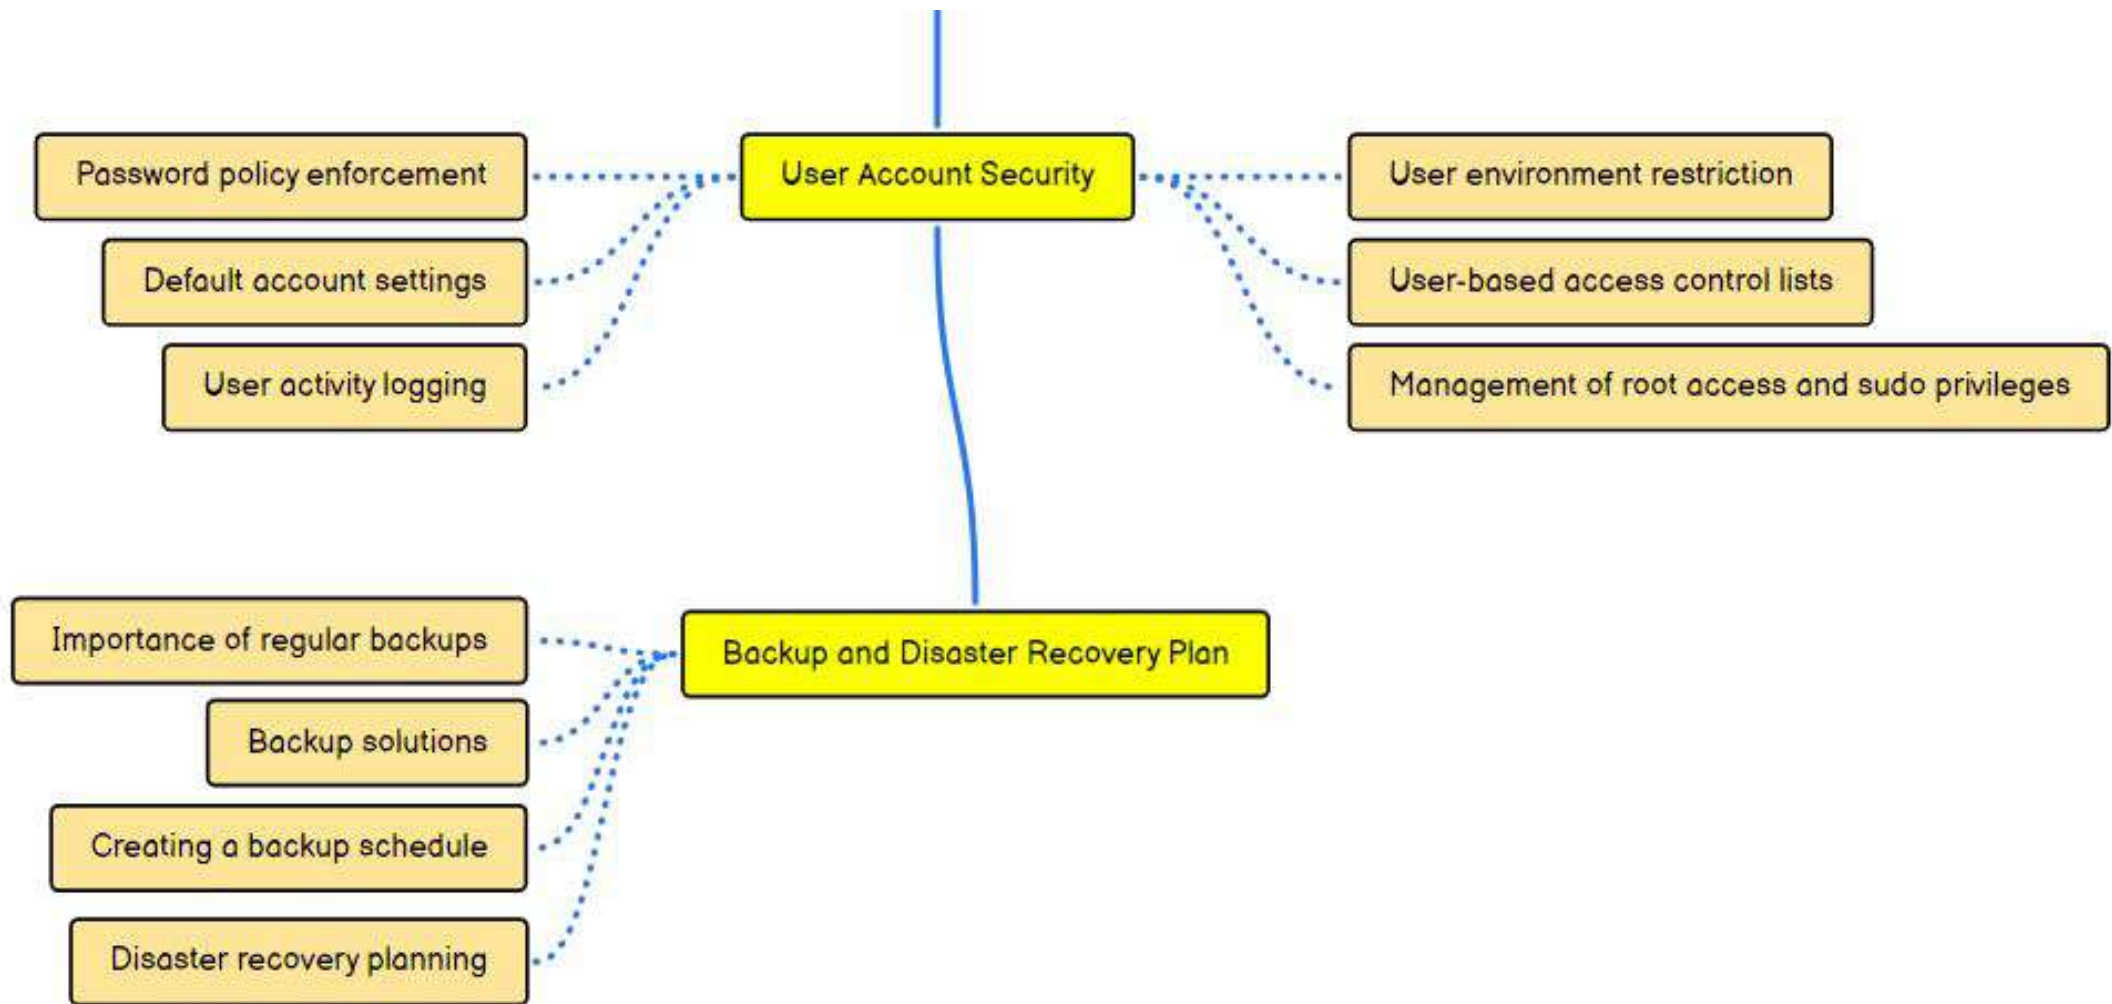 User Account Security
Password policy enforcement
Default account settings
User activity logging
User environment restriction
User-based access control lists
Management of root access and sudo privileges
Backup and Disaster Recovery Plan
Importance of regular backups
Backup solutions
Creating a backup schedule
Disaster recovery planning